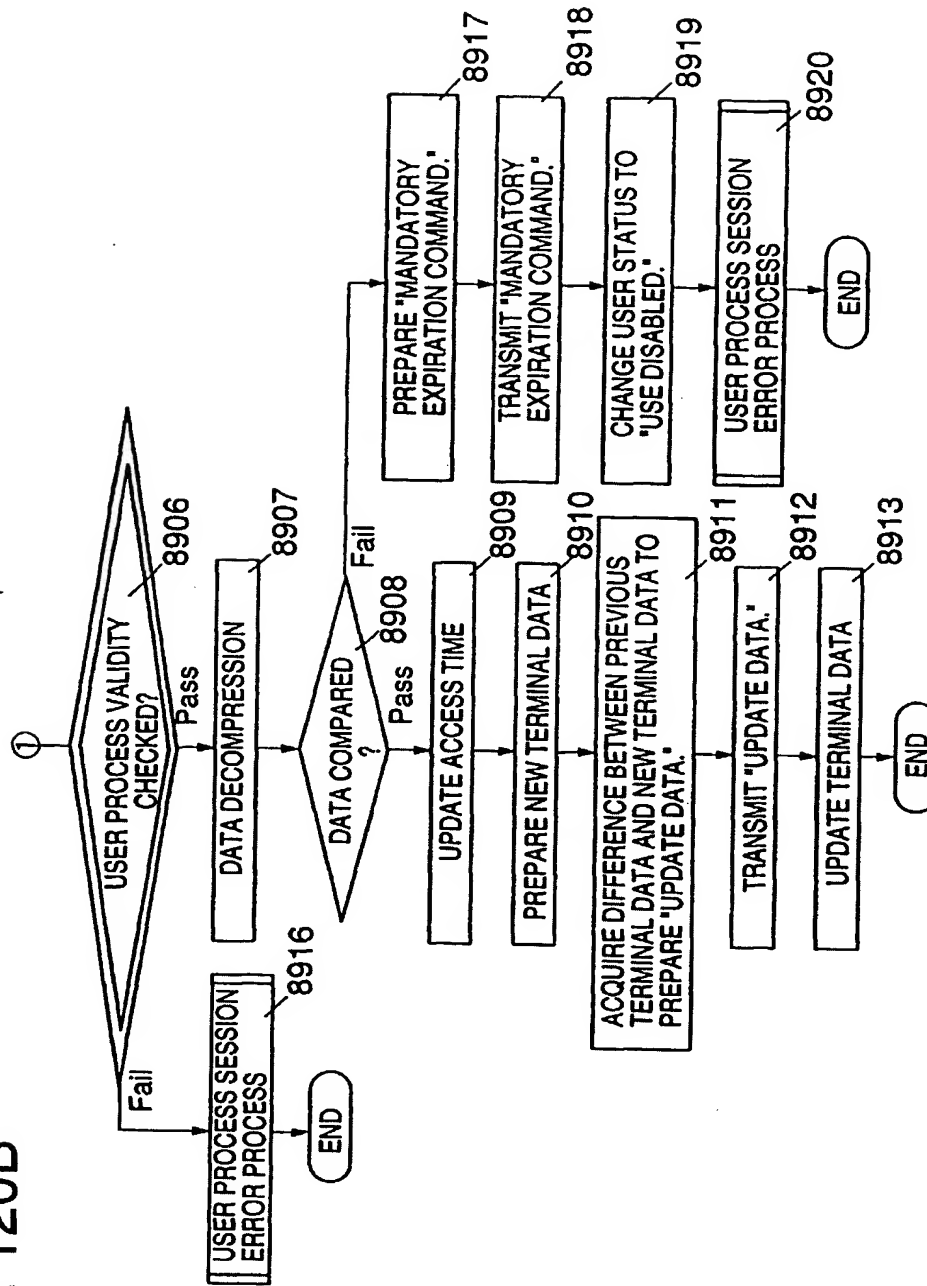 120B
①
USER PROCESS VALIDITY
CHECKED?
8906
Fail
Pass
USER PROCESS SESSION
ERROR PROCESS
8916
END
DATA DECOMPRESSION
8907
DATA COMPARED
?
8908
Fail
Pass
UPDATE ACCESS TIME
8909
PREPARE NEW TERMINAL DATA
8910
ACQUIRE DIFFERENCE BETWEEN PREVIOUS
TERMINAL DATA AND NEW TERMINAL DATA TO
PREPARE "UPDATE DATA."
8911
TRANSMIT "UPDATE DATA."
8912
UPDATE TERMINAL DATA
8913
END
PREPARE "MANDATORY
EXPIRATION COMMAND."
8917
TRANSMIT "MANDATORY
EXPIRATION COMMAND."
8918
CHANGE USER STATUS TO
"USE DISABLED."
8919
USER PROCESS SESSION
ERROR PROCESS
8920
END